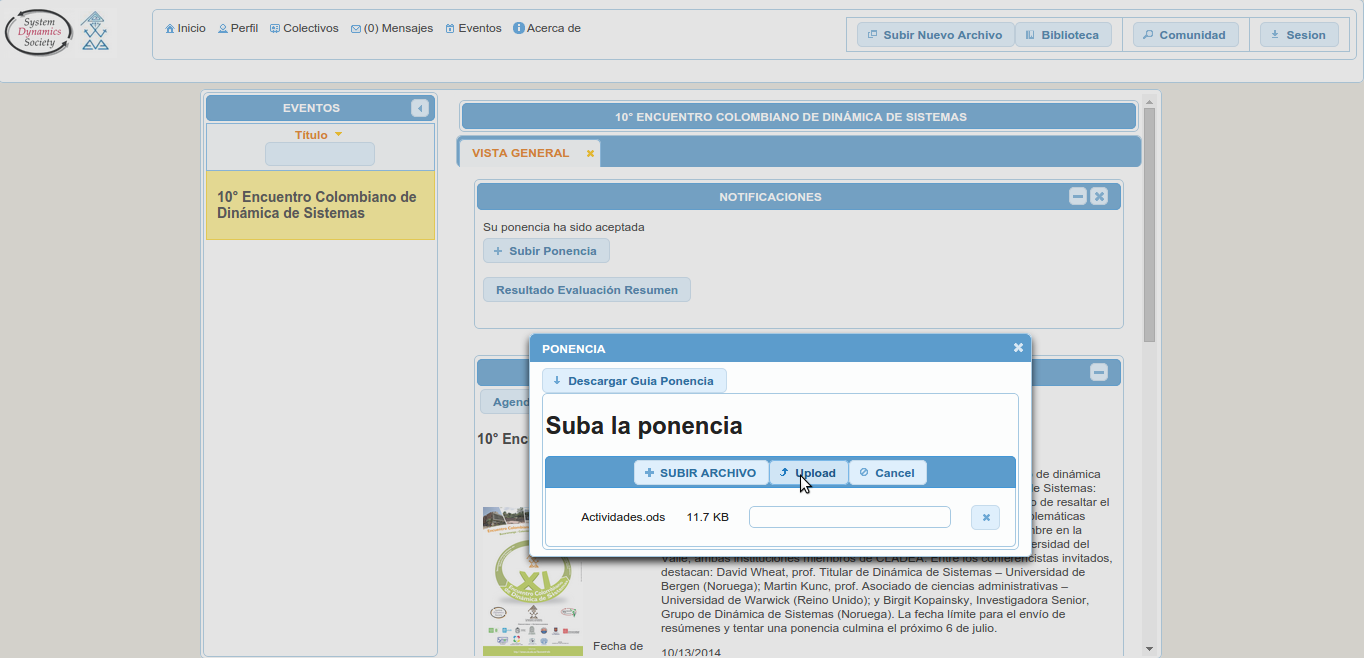 System
Dynamics
Society
Inicio
Perfil
Colectivos
(0) Mensajes
Eventos
Acerca de
Subir Nuevo Archivo
Biblioteca
Comunidad
Sesion
EVENTOS
Título
10° Encuentro Colombiano de
Dinámica de Sistemas
10° ENCUENTRO COLOMBIANO DE DINÁMICA DE SISTEMAS
VISTA GENERAL
NOTIFICACIONES
Su ponencia ha sido aceptada
Subir Ponencia
Resultado Evaluación Resumen
PONENCIA
Descargar Guia Ponencia
Suba la ponencia
SUBIR ARCHIVO
Upload
Cancel
Actividades.ods
11.7 KB
Agend
10° Enc
XI
de dinámica
e Sistemas:
o de resaltar el
blemáticas
mbre en la
ersidad del
Valle, ambas instituciones miembros de CLADEA. Entre los conferencistas invitados,
destacan: David Wheat, prof. Titular de Dinámica de Sistemas – Universidad de
Bergen (Noruega); Martin Kunc, prof. Asociado de ciencias administrativas –
Universidad de Warwick (Reino Unido); y Birgit Kopainsky, Investigadora Senior,
Grupo de Dinámica de Sistemas (Noruega). La fecha límite para el envío de
resúmenes y tentar una ponencia culmina el próximo 6 de julio.
Fecha de
10/13/2014